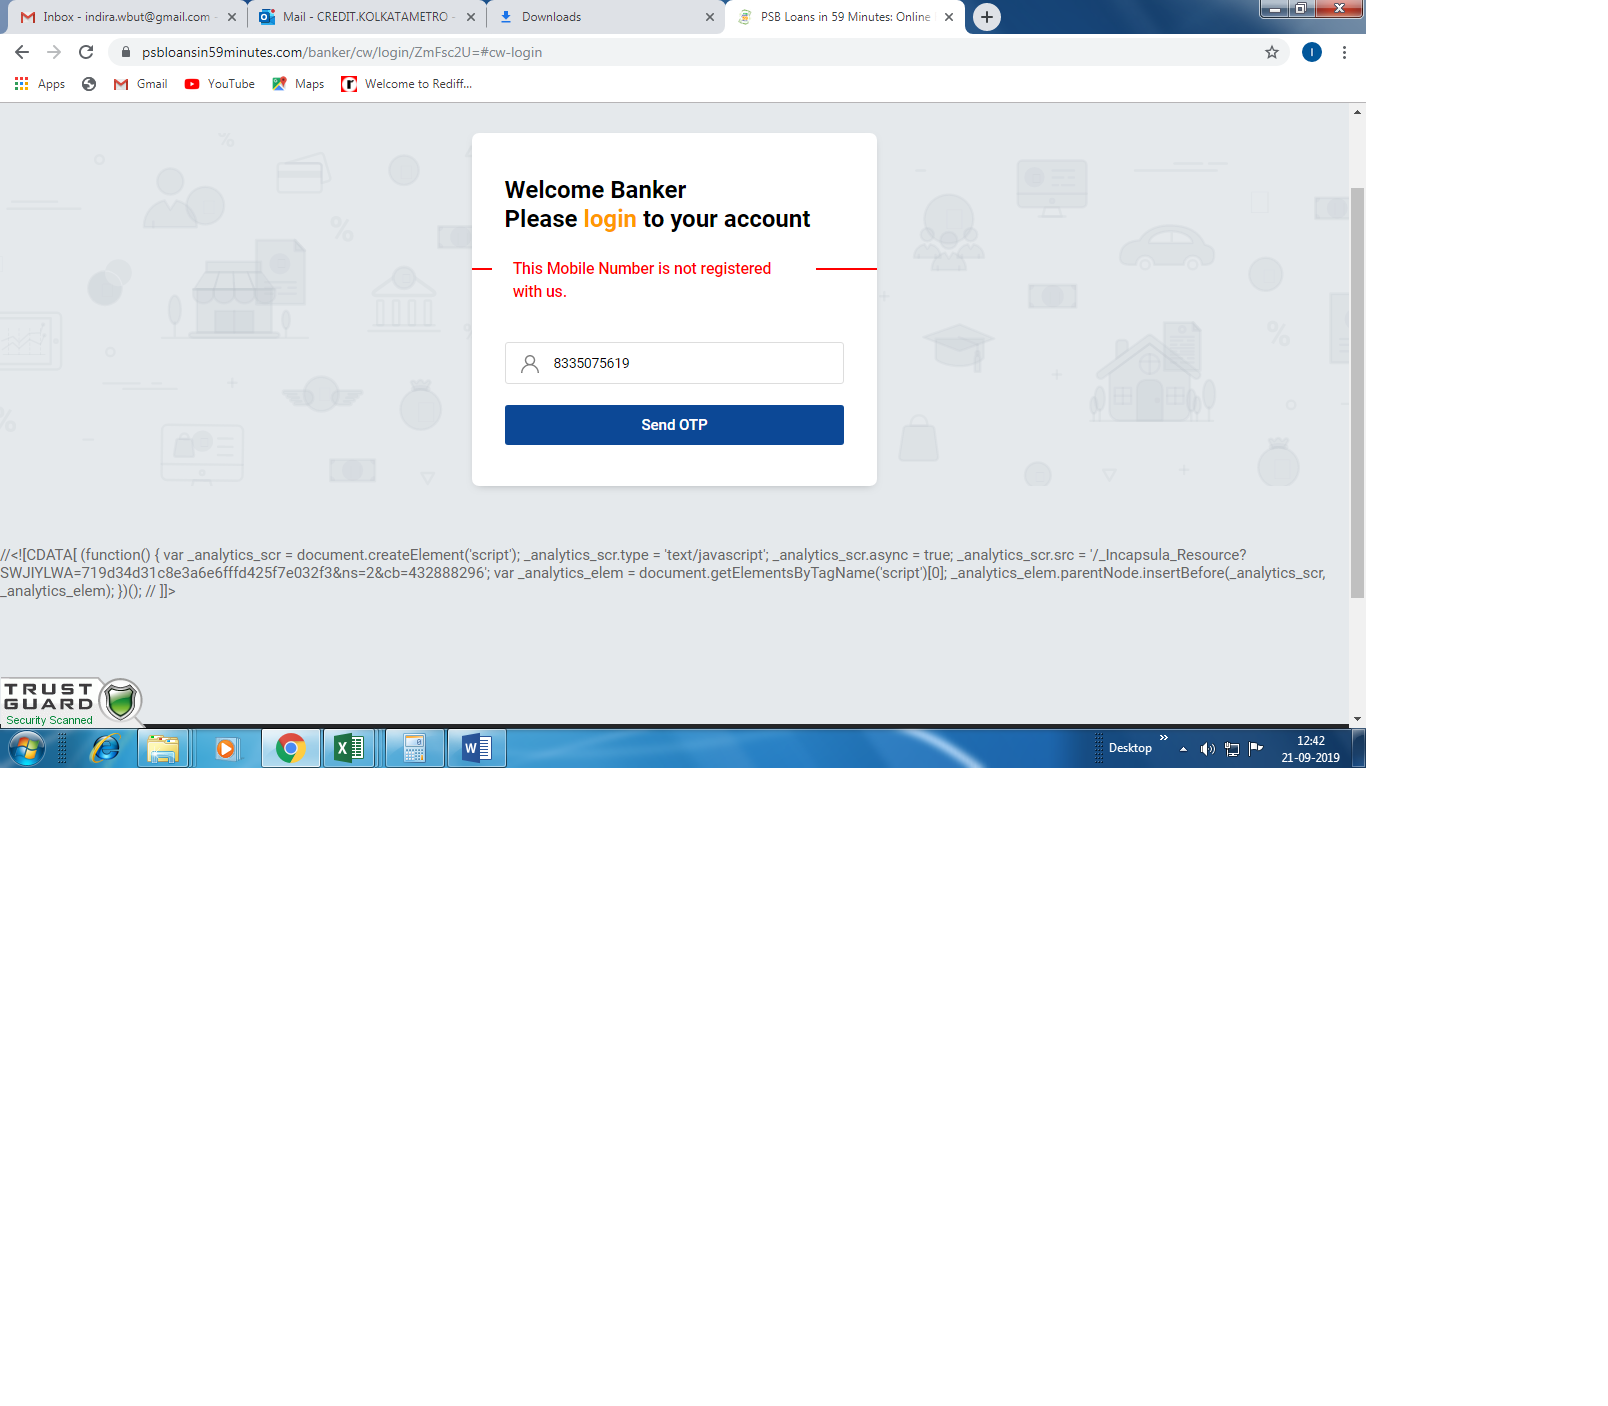 Inbox - indira.wbut@gmail.com
Mail - CREDIT.KOLKATAMETRO -
Downloads
PSB Loans in 59 Minutes: Online
psbloansin59minutes.com/banker/cw/login/ZmFsc2U=#cw-login
I
Apps
Gmail
YouTube
Maps
r
Welcome to Rediff...
Welcome Banker
Please login to your account
This Mobile Number is not registered
with us.
8335075619
Send OTP
//<![CDATA[ (function() { var _analytics_scr = document.createElement('script'); _analytics_scr.type = 'text/javascript'; _analytics_scr.async = true; _analytics_scr.src = '/_Incapsula_Resource?
SWJIYLWA=719d34d31c8e3a6e6fffd425f7e032f3&ns=2&cb=432888296'; var _analytics_elem = document.getElementsByTagName('script')[0]; _analytics_elem.parentNode.insertBefore(_analytics_scr,
_analytics_elem); })(); // ]]>
TRUST
GUARD
Security Scanned
Desktop
12:42
21-09-2019